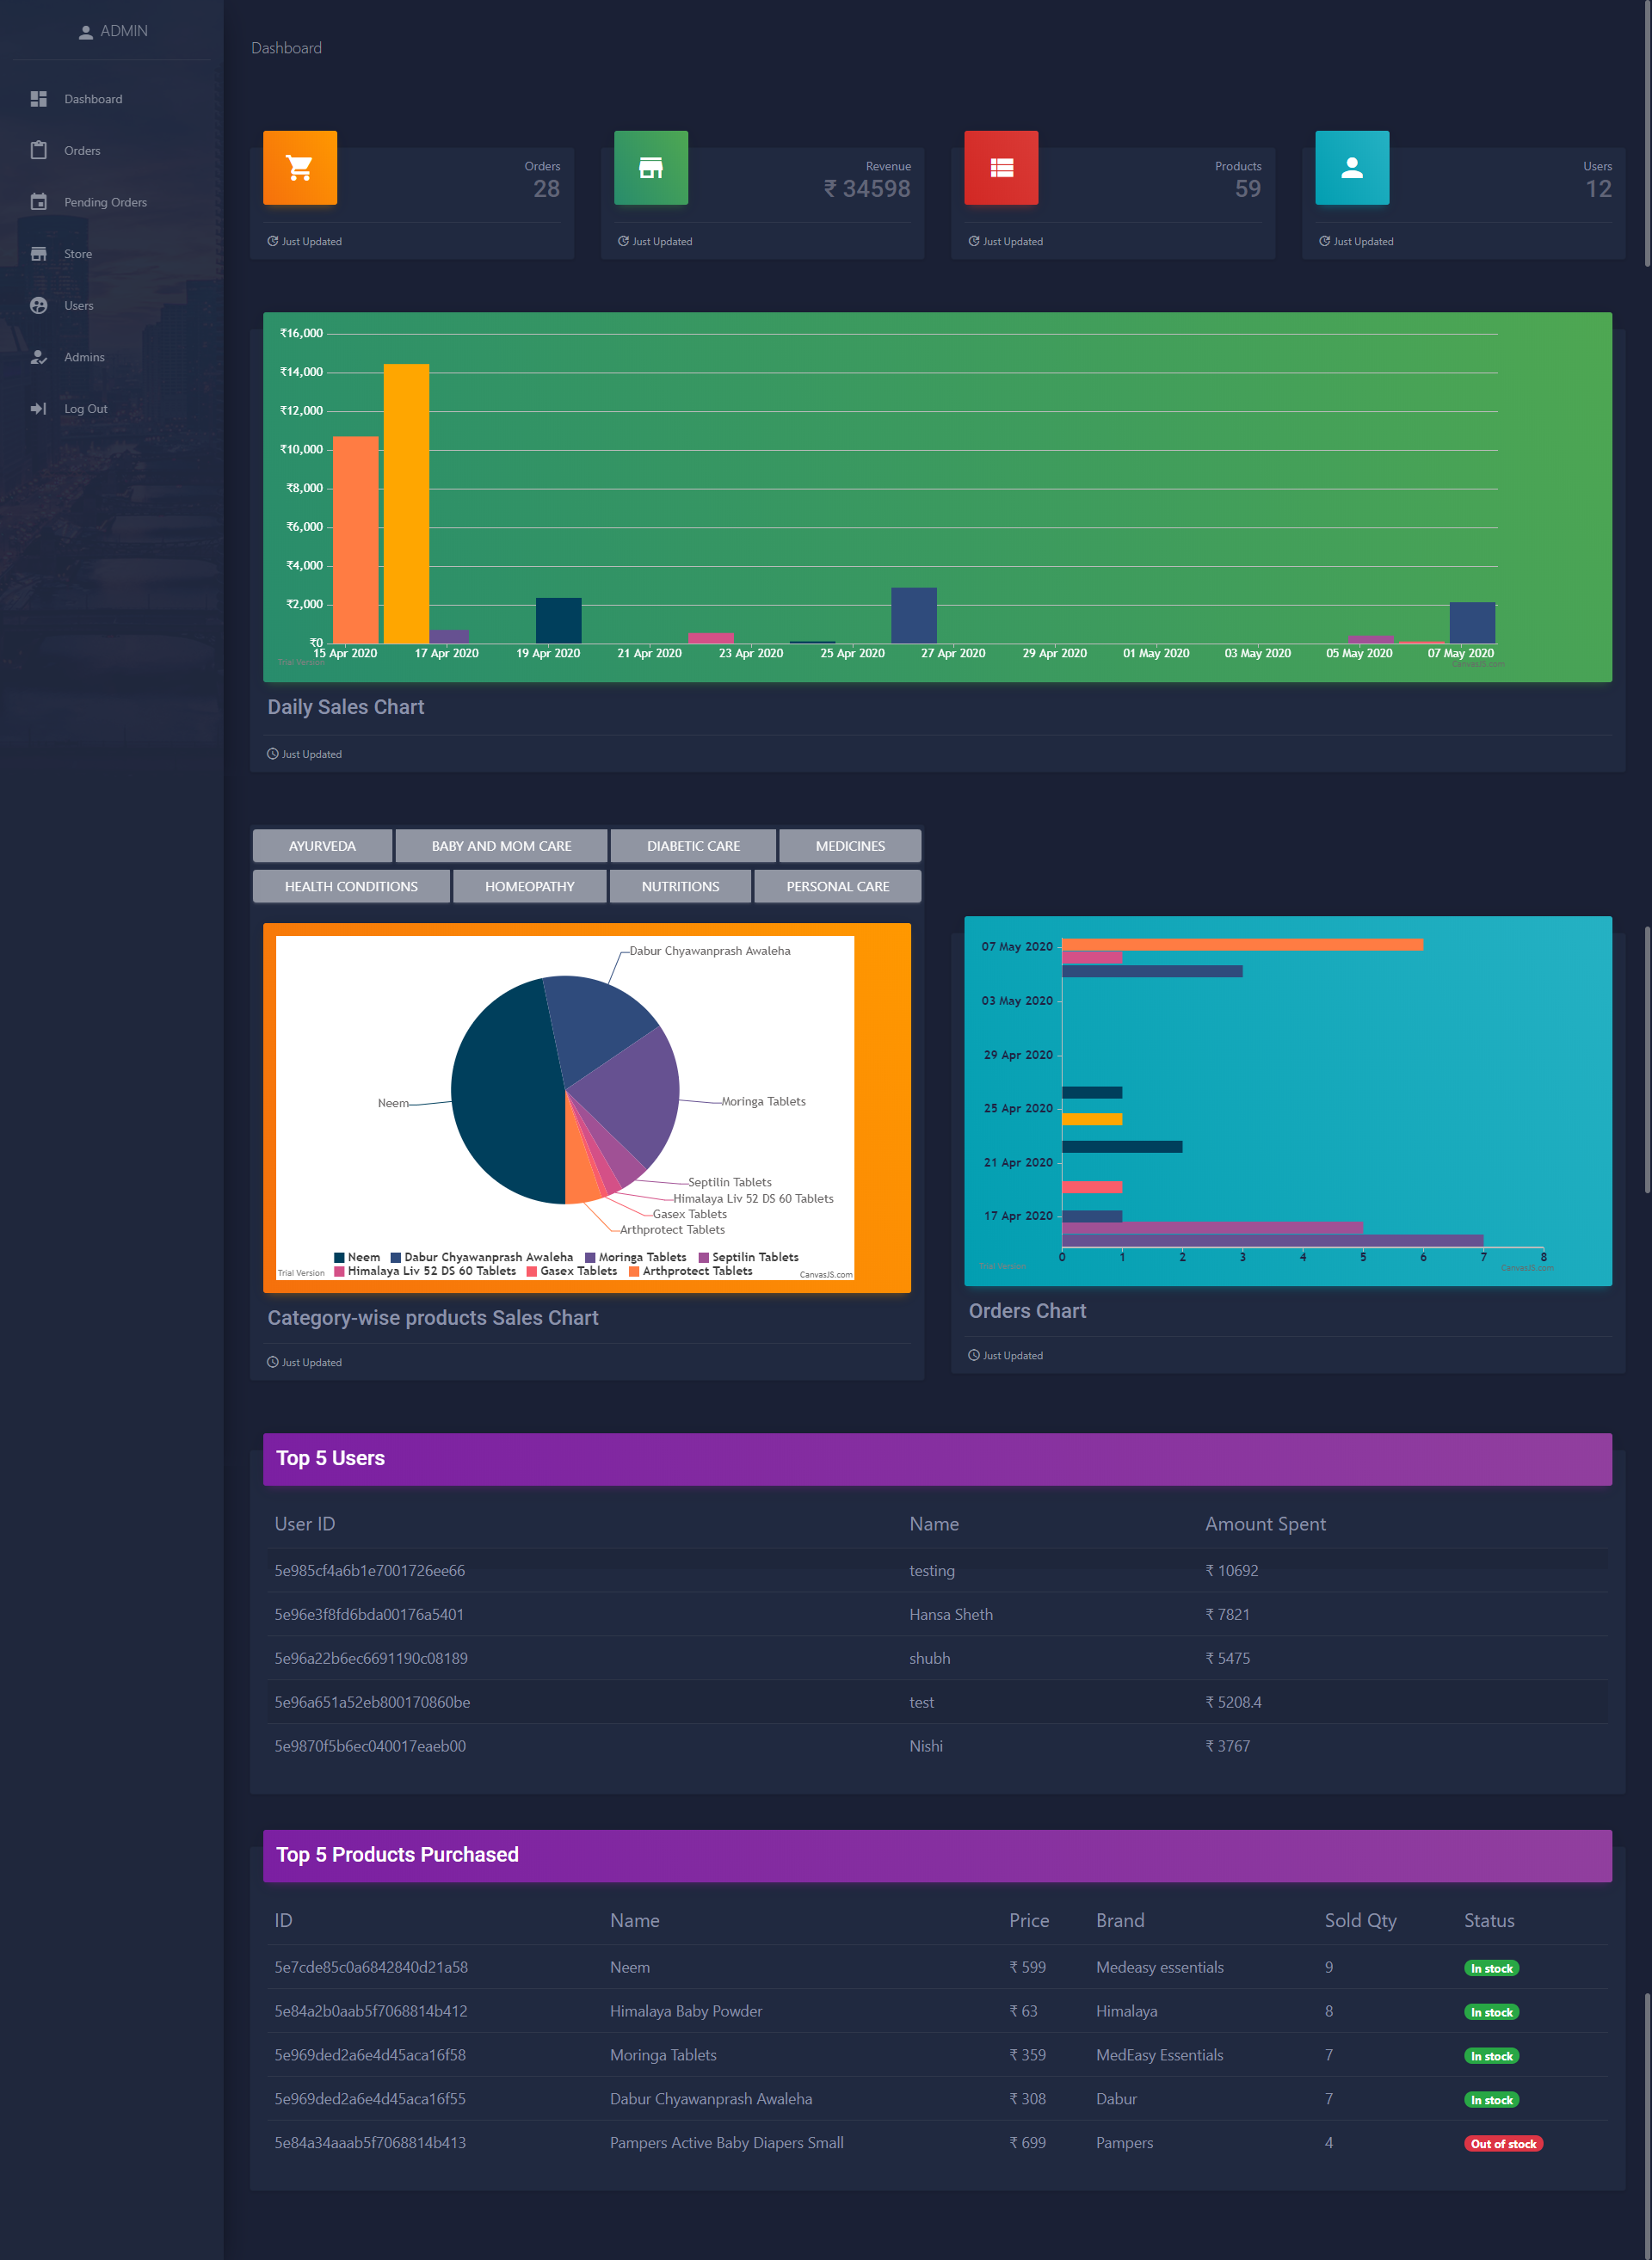 ADMIN
Dashboard
Orders
Pending Orders
Store
Users
Admins
Log Out
Dashboard
Orders
28
Just Updated
Revenue
₹ 34598
Just Updated
Products
59
Just Updated
Users
12
Just Updated
₹16,000
₹14,000
₹12,000
₹10,000
₹8,000
₹6,000
₹4,000
₹2,000
₹0
15 Apr 2020 17 Apr 2020 19 Apr 2020 21 Apr 2020 23 Apr 2020 25 Apr 2020 27 Apr 2020 29 Apr 2020 01 May 2020 03 May 2020 05 May 2020 07 May 2020
Trial Version CanvasJS.com
Daily Sales Chart
Just Updated
AYURVEDA BABY AND MOM CARE DIABETIC CARE MEDICINES
HEALTH CONDITIONS HOMEOPATHY NUTRITIONS PERSONAL CARE
Dabur Chyawanprash Awaleha
Neem
Moringa Tablets
Septilin Tablets
Himalaya Liv 52 DS 60 Tablets
Gasex Tablets
Arthprotect Tablets
Neem Dabur Chyawanprash Awaleha Moringa Tablets Septilin Tablets
Himalaya Liv 52 DS 60 Tablets Gasex Tablets Arthprotect Tablets
Trial Version CanvasJS.com
Category-wise products Sales Chart
Just Updated
07 May 2020
03 May 2020
29 Apr 2020
25 Apr 2020
21 Apr 2020
17 Apr 2020
0 1 2 3 4 5 6 7 8
Trial Version CanvasJS.com
Orders Chart
Just Updated
Top 5 Users
User ID Name Amount Spent
5e985cf4a6b1e7001726ee66 testing ₹ 10692
5e96e3f8fd6bda00176a5401 Hansa Sheth ₹ 7821
5e96a22b6ec6691190c08189 shubh ₹ 5475
5e96a651a52eb800170860be test ₹ 5208.4
5e9870f5b6ec040017eaeb00 Nishi ₹ 3767
Top 5 Products Purchased
ID Name Price Brand Sold Qty Status
5e7cde85c0a6842840d21a58 Neem ₹ 599 Medeasy essentials 9 In stock
5e84a2b0aab5f7068814b412 Himalaya Baby Powder ₹ 63 Himalaya 8 In stock
5e969ded2a6e4d45aca16f58 Moringa Tablets ₹ 359 MedEasy Essentials 7 In stock
5e969ded2a6e4d45aca16f55 Dabur Chyawanprash Awaleha ₹ 308 Dabur 7 In stock
5e84a34aaab5f7068814b413 Pampers Active Baby Diapers Small ₹ 699 Pampers 4 Out of stock